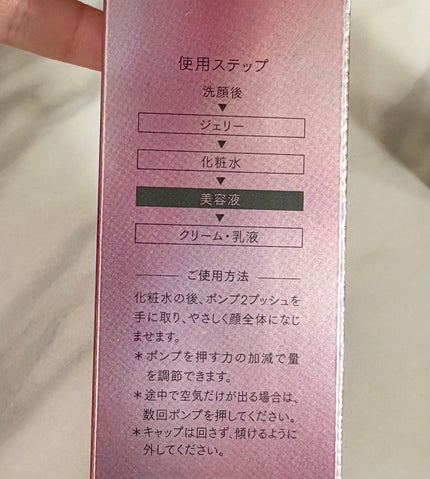 使用ステップ
洗顔後
▼
ジェリー
▼
化粧水
▼
美容液
▼
クリーム・乳液
ご使用方法
化粧水の後、ポンプ2プッシュを
手に取り、やさしく顔全体になじ
ませます。
＊ポンプを押す力の加減で量
を調節できます。
＊途中で空気だけが出る場合は、
数回ポンプを押してください。
＊キャップは回さず、傾けるように
外してください。